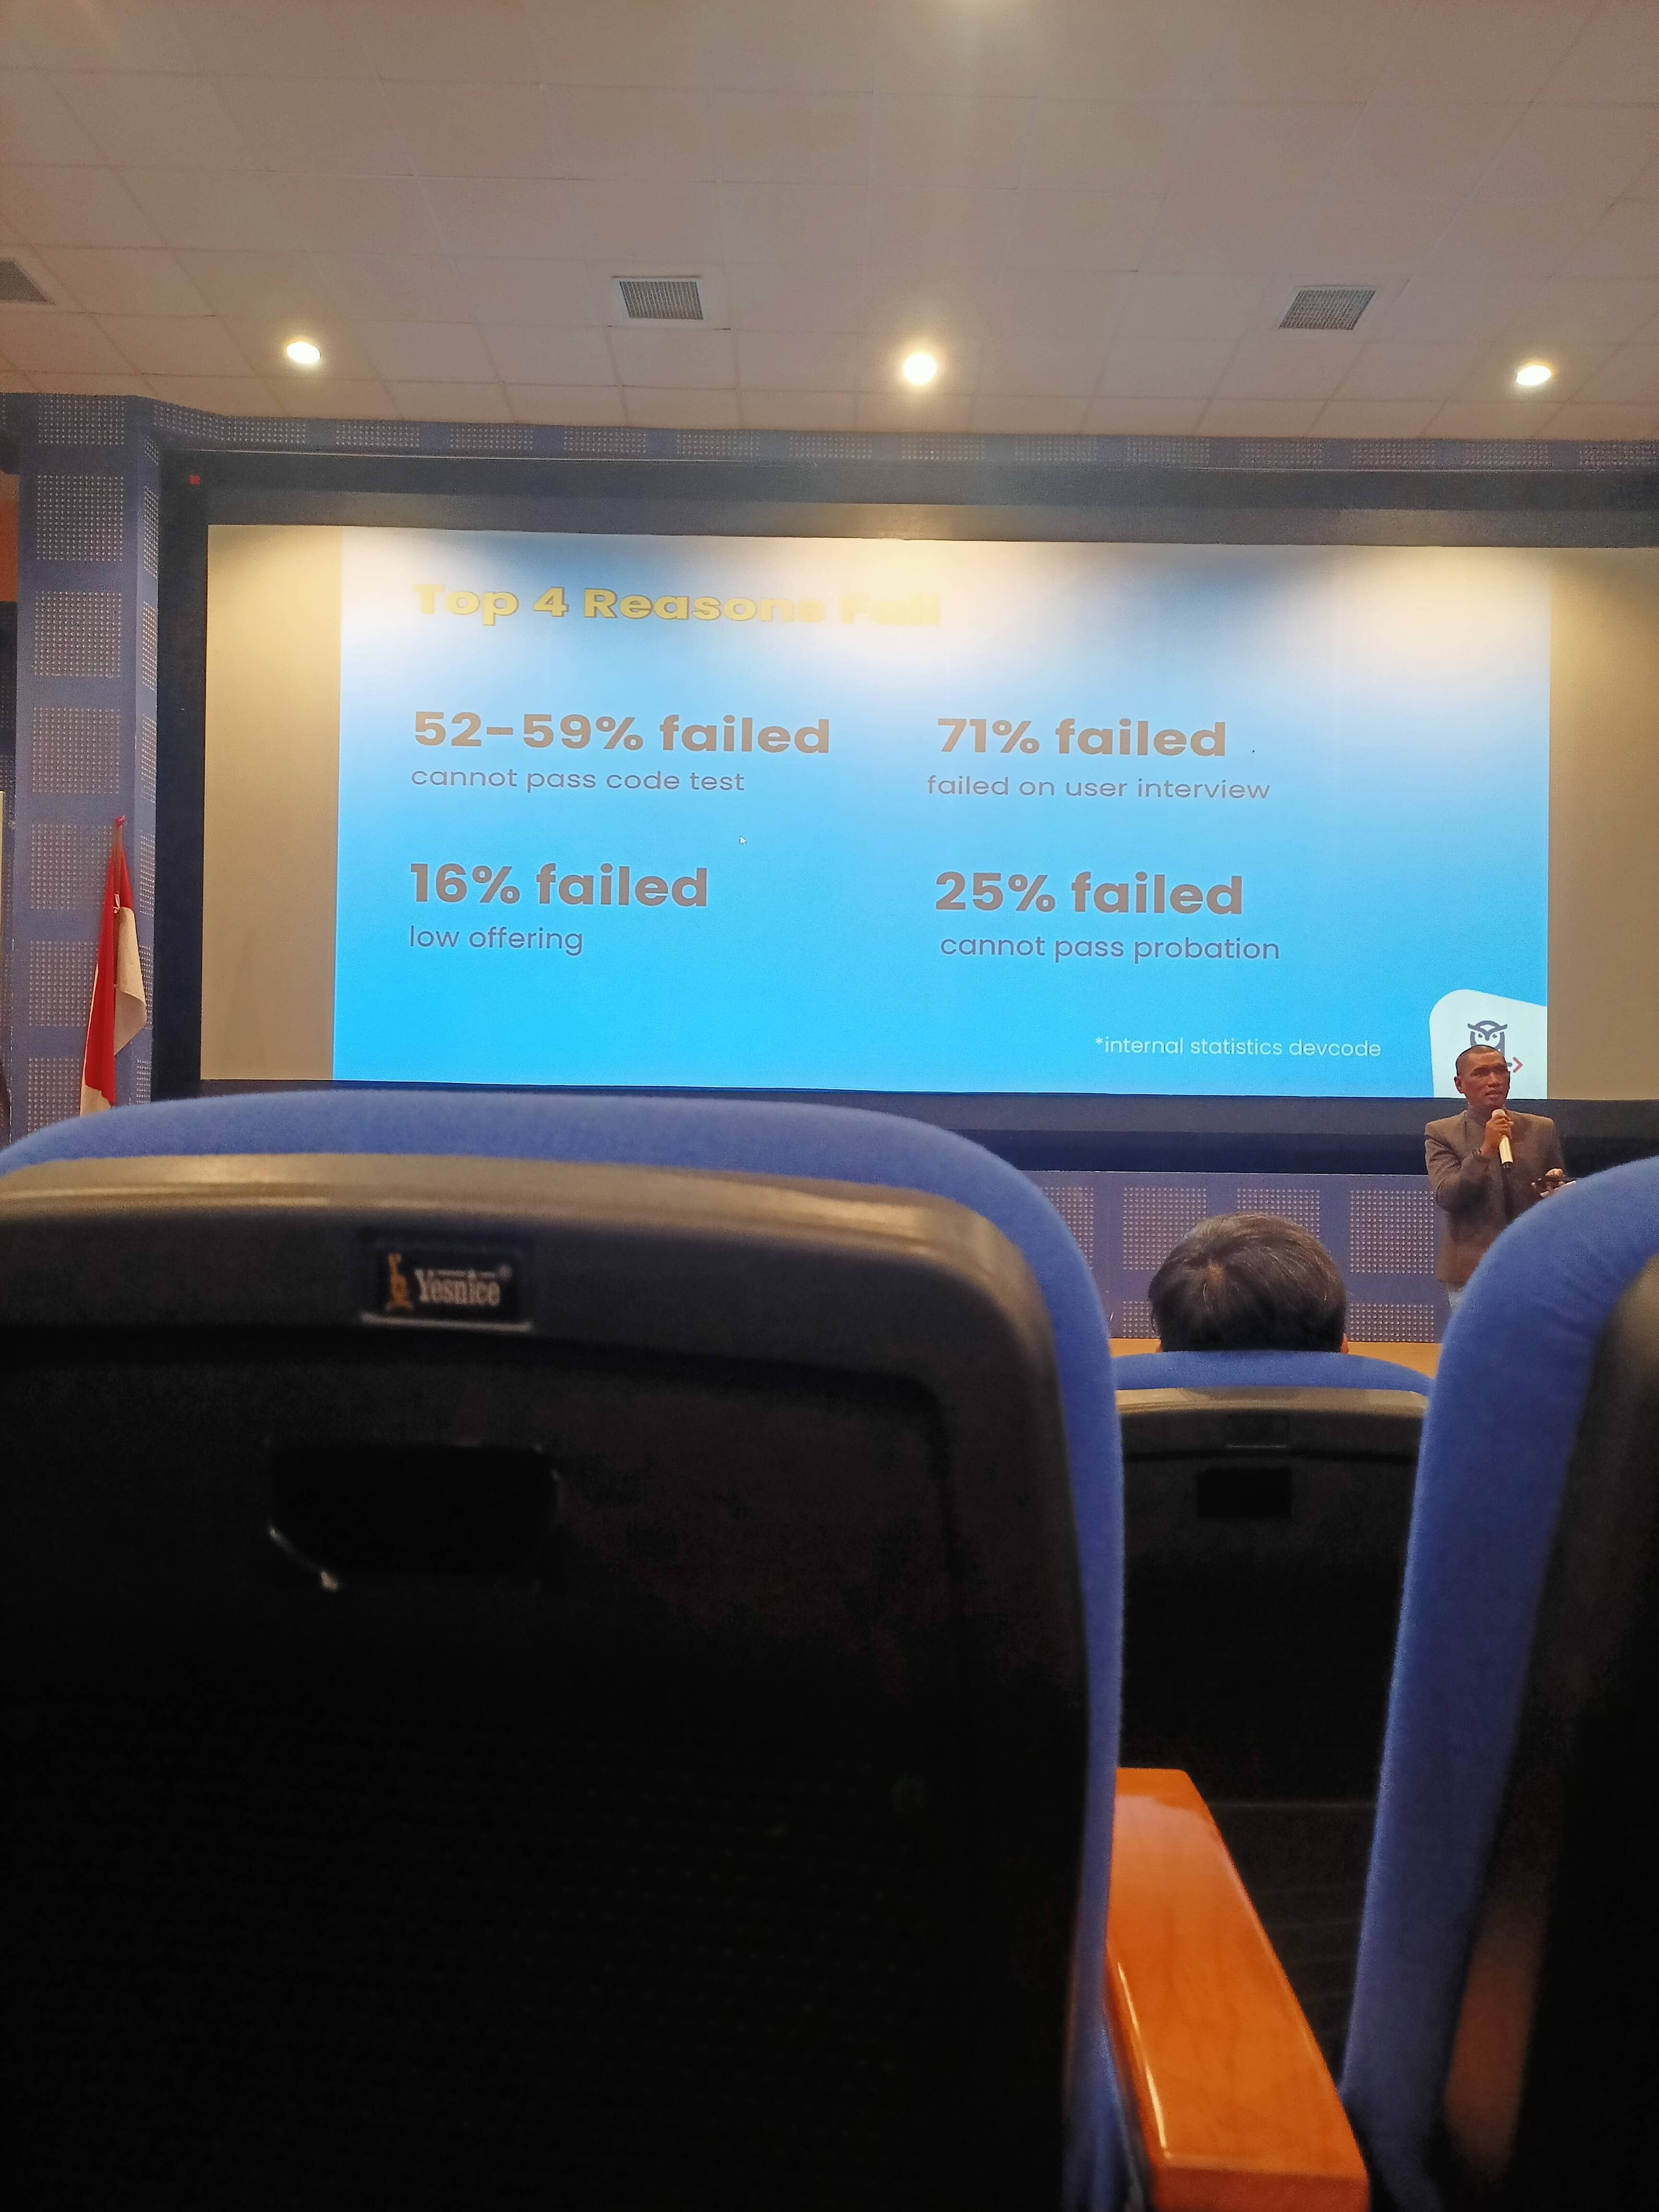 Top 4 Reasons Fail
52-59% failed
cannot pass code test
71% failed
failed on user interview
16% failed
low offering
25% failed
cannot pass probation
*internal statistics devcode
Yesnice